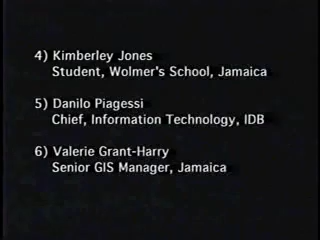 4) Kimberley Jones
Student, Wolmer's School, Jamaica
5) Danilo Piagessi
Chief, Information Technology, IDB
6) Valerie Grant-Harry
Senior GIS Manager, Jamaica